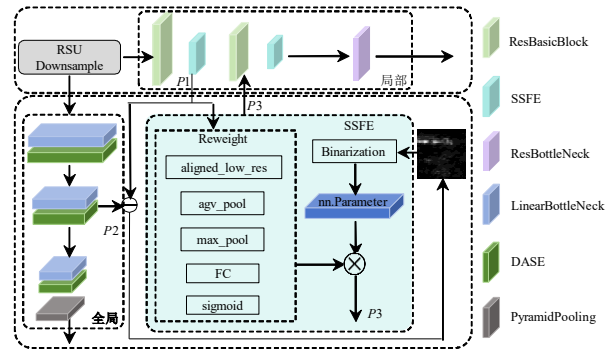 RSU
Downsample
P1
局部
P3
SSFE
Reweight
aligned_low_res
agv_pool
max_pool
FC
sigmoid
Binarization
nn.Parameter
P3
P2
全局
ResBasicBlock
SSFE
ResBottleNeck
LinearBottleNeck
DASE
PyramidPooling